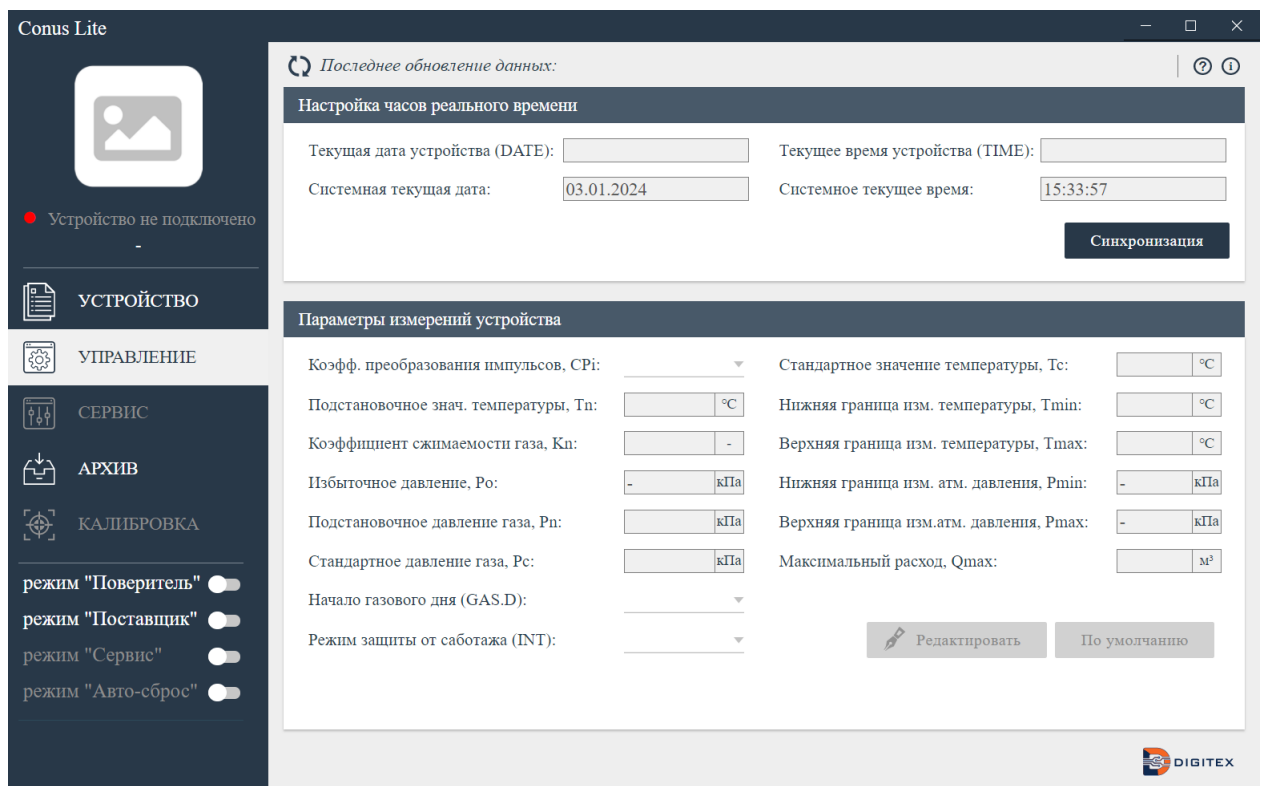 Conus Lite
Устройство не подключено
-
УСТРОЙСТВО
УПРАВЛЕНИЕ
СЕРВИС
АРХИВ
КАЛИБРОВКА
режим "Поверитель"
режим "Поставщик"
режим "Сервис"
режим "Авто-сброс"
Последнее обновление данных:
Настройка часов реального времени
Текущая дата устройства (DATE): Текущее время устройства (TIME):
Системная текущая дата: 03.01.2024 Системное текущее время: 15:33:57
Синхронизация
Параметры измерений устройства
Коэфф. преобразования импульсов, CPi: Стандартное значение температуры, Тс: °C
Подстановочное знач. температуры, Тп: °C Нижняя граница изм. температуры, Tmin: °C
Коэффициент сжимаемости газа, Кп: - Верхняя граница изм. температуры, Tmax: °C
Избыточное давление, Ро: - кПа Нижняя граница изм. атм. давления, Pmin: - кПа
Подстановочное давление газа, Рп: кПа Верхняя граница изм.атм. давления, Pmax: - кПа
Стандартное давление газа, Рс: кПа Максимальный расход, Qmax: м³
Начало газового дня (GAS.D):
Режим защиты от саботажа (INT): Редактировать По умолчанию
DIGITEX